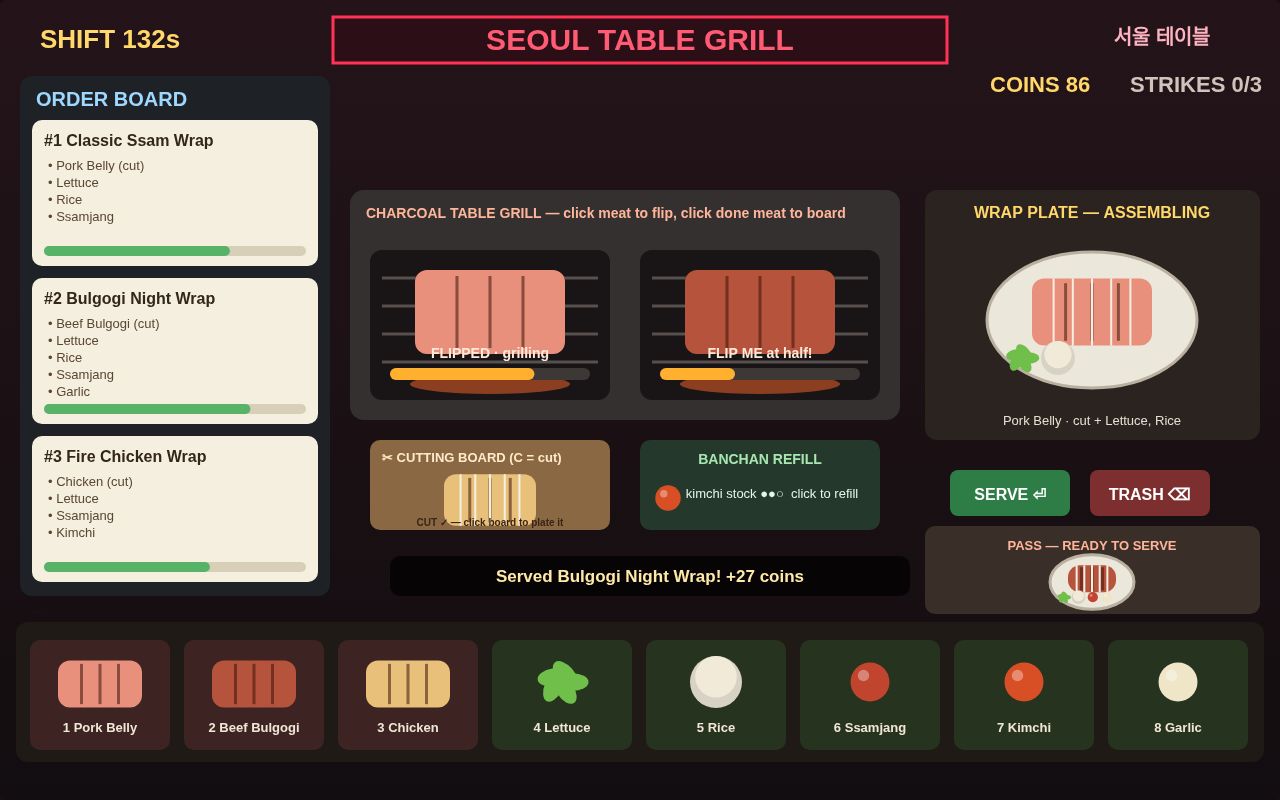 SHIFT 132s
SEOUL TABLE GRILL
서울 테이블
COINS 86
STRIKES 0/3
ORDER BOARD
#1 Classic Ssam Wrap
• Pork Belly (cut)
• Lettuce
• Rice
• Ssamjang
#2 Bulgogi Night Wrap
• Beef Bulgogi (cut)
• Lettuce
• Rice
• Ssamjang
• Garlic
#3 Fire Chicken Wrap
• Chicken (cut)
• Lettuce
• Ssamjang
• Kimchi
CHARCOAL TABLE GRILL — click meat to flip, click done meat to board
FLIPPED · grilling
FLIP ME at half!
WRAP PLATE — ASSEMBLING
Pork Belly · cut + Lettuce, Rice
✂ CUTTING BOARD (C = cut)
CUT ✓ — click board to plate it
BANCHAN REFILL
kimchi stock ●●○ click to refill
SERVE ⏎
TRASH ⌫
PASS — READY TO SERVE
Served Bulgogi Night Wrap! +27 coins
1 Pork Belly
2 Beef Bulgogi
3 Chicken
4 Lettuce
5 Rice
6 Ssamjang
7 Kimchi
8 Garlic